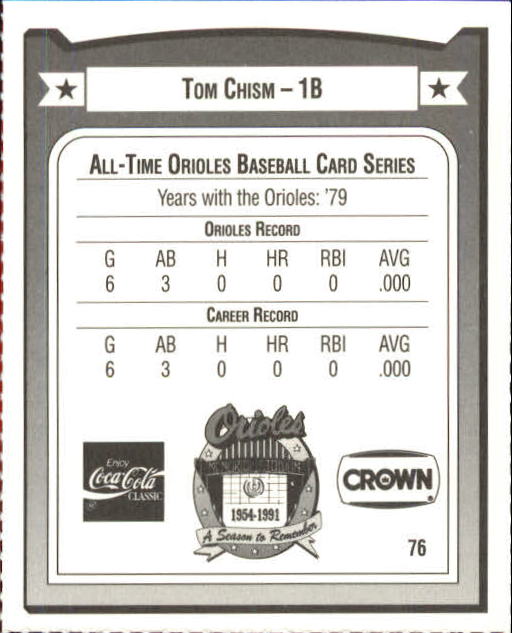 TOM CHISM – 1B
ALL-TIME ORIOLES BASEBALL CARD SERIES
Years with the Orioles: '79
ORIOLES RECORD
G AB H HR RBI AVG
6 3 0 0 0 .000
CAREER RECORD
G AB H HR RBI AVG
6 3 0 0 0 .000
Orioles
MEMORIAL STADIUM
1954-1991
A Season to Remember
Enjoy
Coca-Cola
CLASSIC
CROWN
76